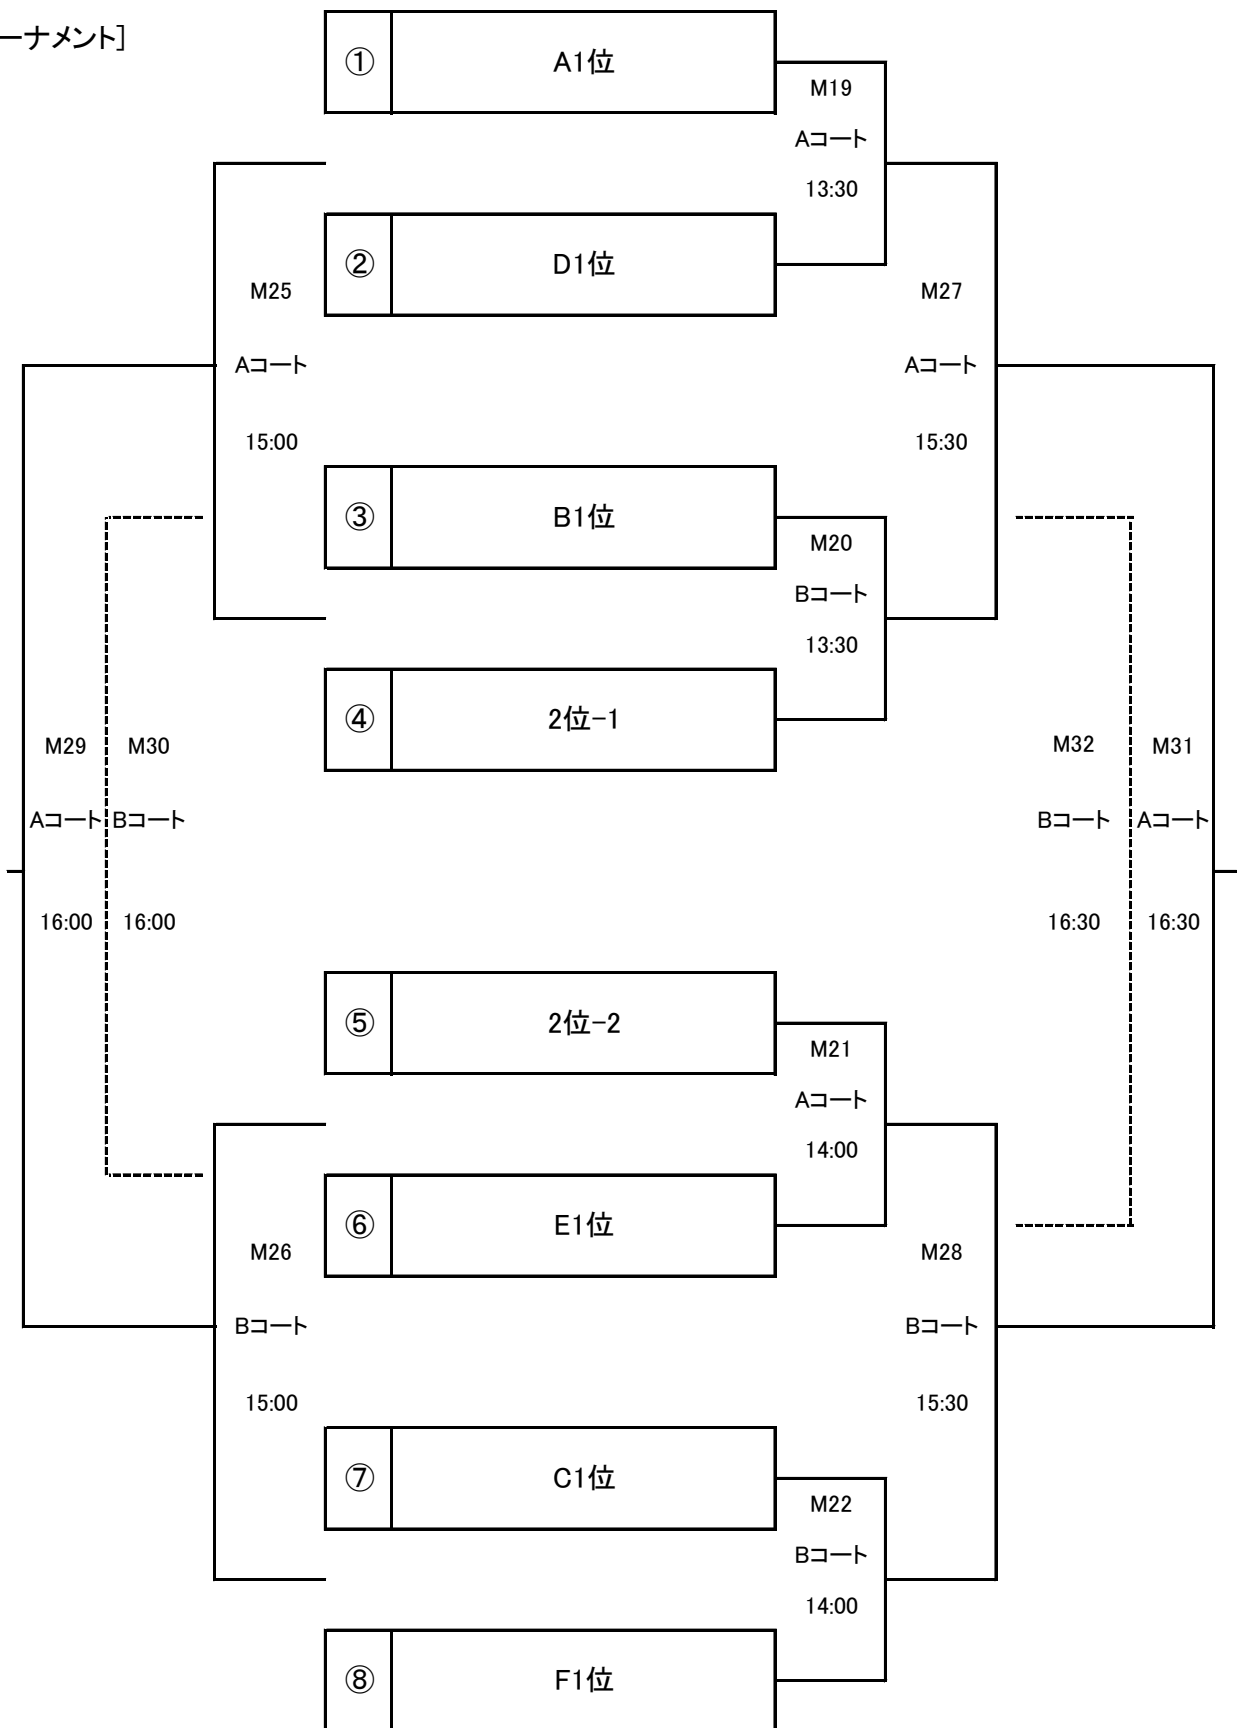 ーナメント]
① A1位
M19
Aコート
13:30
② D1位
M25
Aコート
15:00
M27
Aコート
15:30
③ B1位
M20
Bコート
13:30
④ 2位-1
M29
Aコート
16:00
M30
Bコート
16:00
M32
Bコート
16:30
M31
Aコート
16:30
⑤ 2位-2
M21
Aコート
14:00
⑥ E1位
M26
Bコート
15:00
M28
Bコート
15:30
⑦ C1位
M22
Bコート
14:00
⑧ F1位